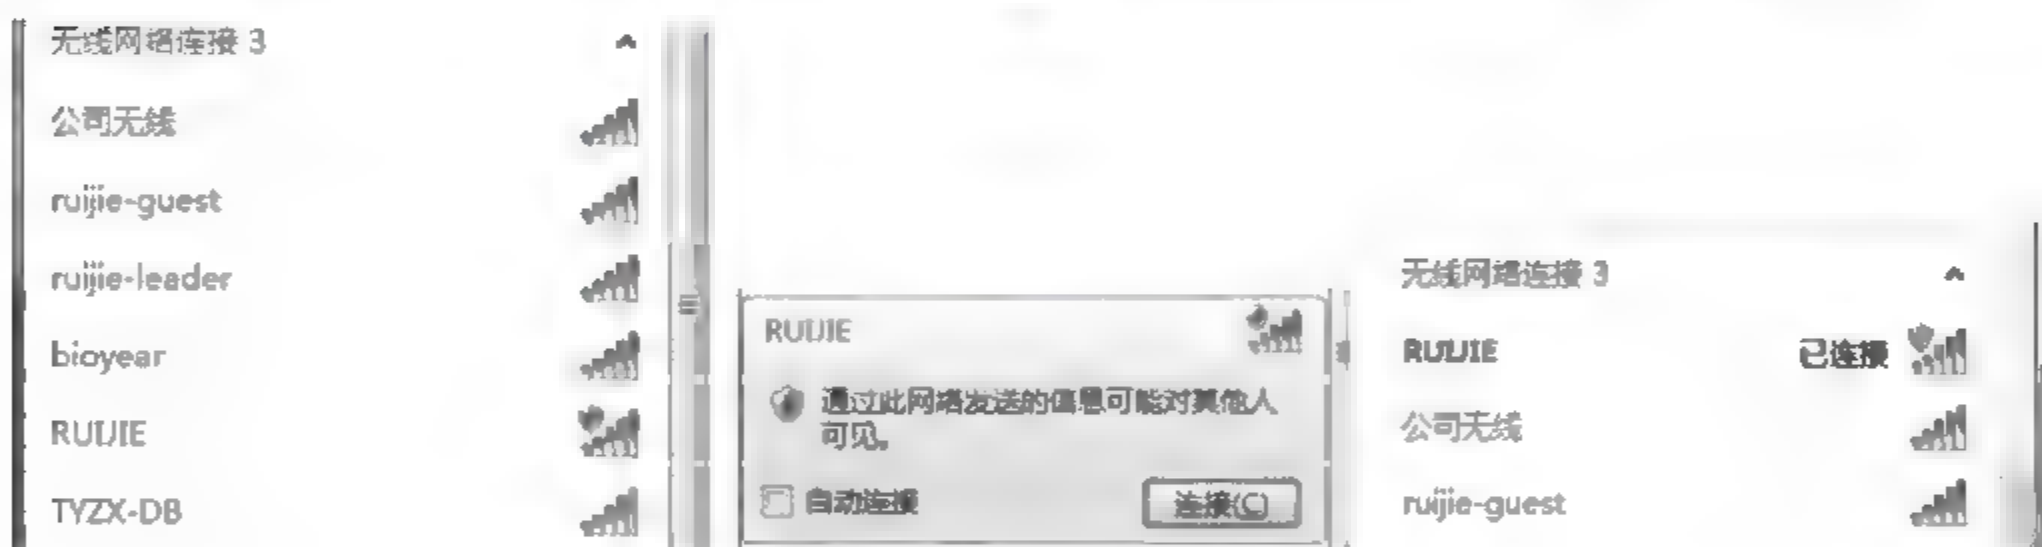 无线网络连接 3
公司无线
ruijie-guest
ruijie-leader
bioyear
RUIJIE
TYZX-DB
RUIJIE
通过此网络发送的信息可能对其他人
可见。
自动连接
连接(C)
无线网络连接 3
RUIJIE 已连接
公司无线
ruijie-guest